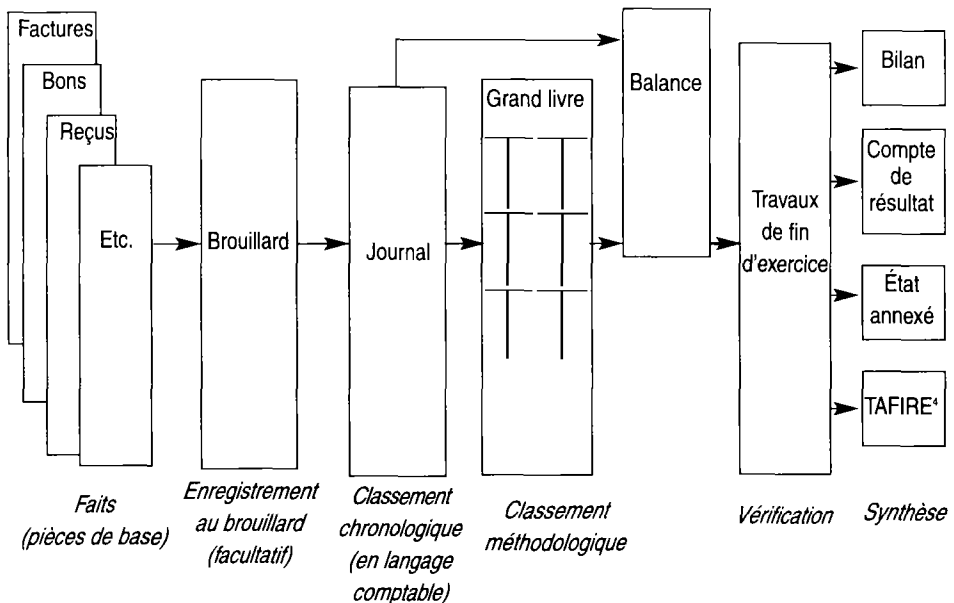 Factures
Bons
Reçus
Etc.
Brouillard
Journal
Grand livre
Balance
Travaux
de fin
d'exercice
Bilan
Compte
de
résultat
État
annexé
TAFIRE⁴
Faits
(pièces de base)
Enregistrement
au brouillard
(facultatif)
Classement
chronologique
(en langage
comptable)
Classement
méthodologique
Vérification
Synthèse